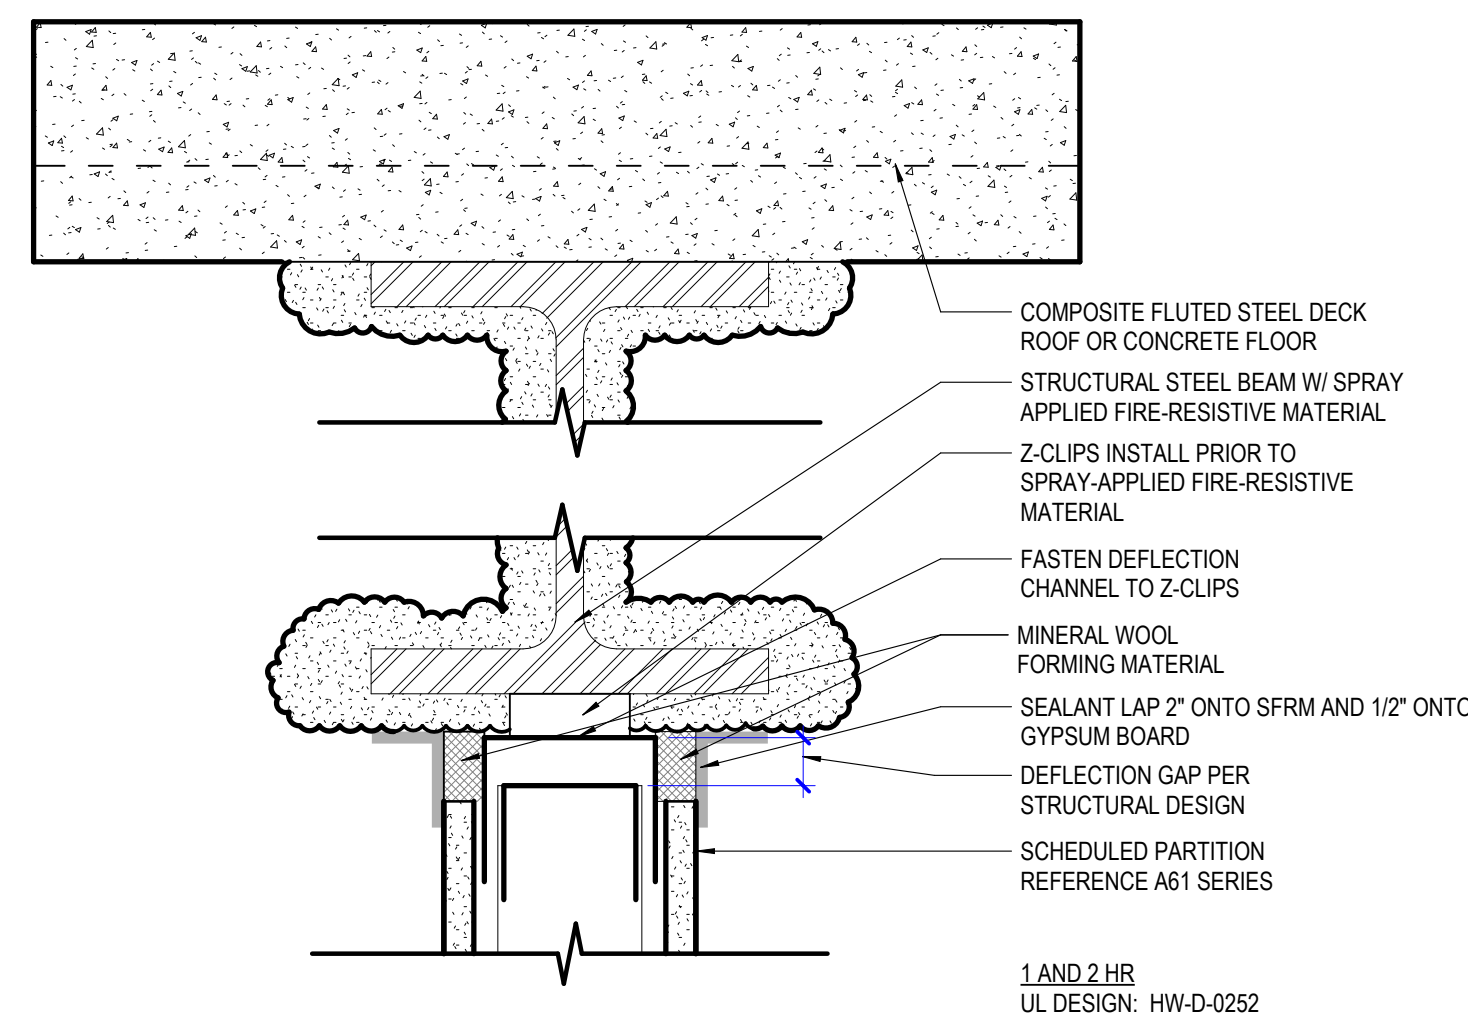 COMPOSITE FLUTED STEEL DECK
ROOF OR CONCRETE FLOOR
STRUCTURAL STEEL BEAM W/ SPRAY
APPLIED FIRE-RESISTIVE MATERIAL
Z-CLIPS INSTALL PRIOR TO
SPRAY-APPLIED FIRE-RESISTIVE
MATERIAL
FASTEN DEFLECTION
CHANNEL TO Z-CLIPS
MINERAL WOOL
FORMING MATERIAL
SEALANT LAP 2" ONTO SFRM AND 1/2" ONTO
GYPSUM BOARD
DEFLECTION GAP PER
STRUCTURAL DESIGN
SCHEDULED PARTITION
REFERENCE A61 SERIES
1 AND 2 HR
UL DESIGN: HW-D-0252